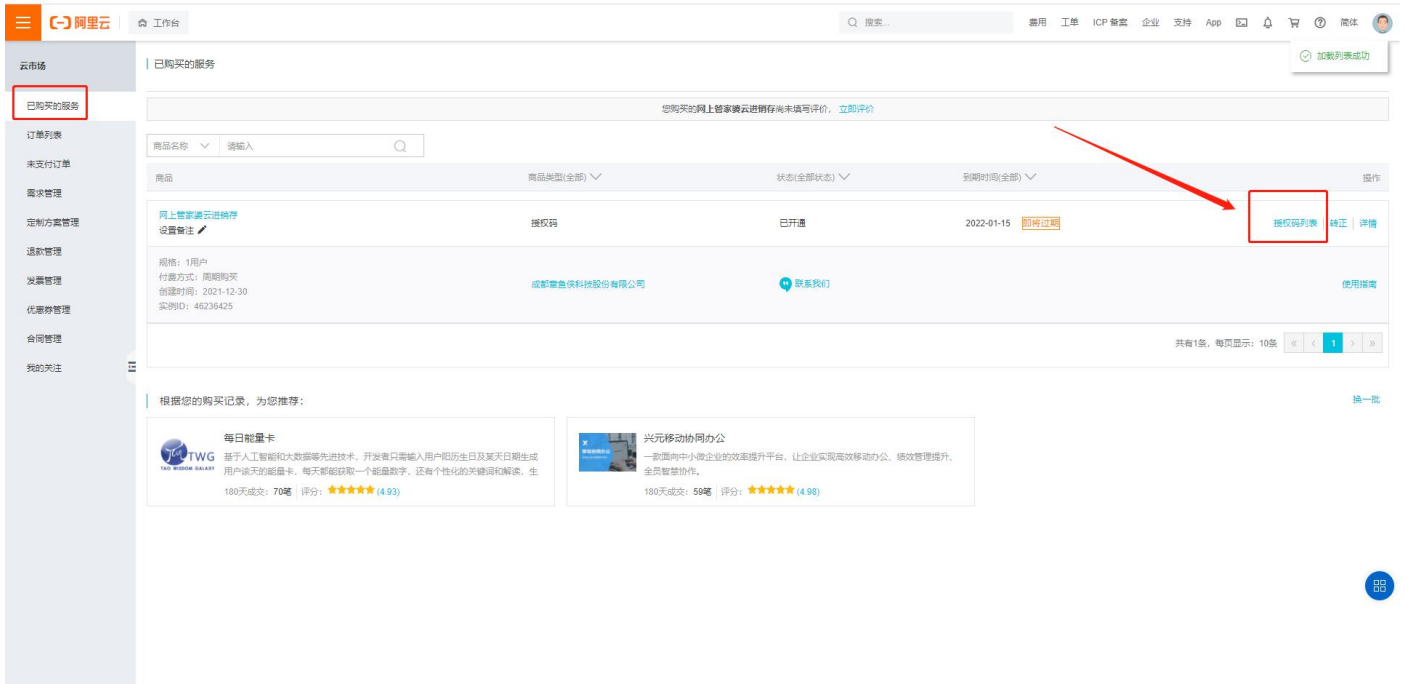 阿里云
工作台
搜索...
费用 工单 ICP 备案 企业 支持 App 简体
加载列表成功
云市场
已购买的服务
订单列表
未支付订单
需求管理
定制方案管理
退款管理
发票管理
优惠券管理
合同管理
我的关注
已购买的服务
您购买的网上管家婆云进销存尚未填写评价, 立即评价
商品名称 请输入
商品 商品类型(全部) 状态(全部状态) 到期时间(全部) 操作
网上管家婆云进销存
设置备注
授权码 已开通 2022-01-15 即将过期 授权码列表 转正 详情
规格: 1用户
付费方式: 周期购买
创建时间: 2021-12-30
实例ID: 46236425
成都章鱼侠科技股份有限公司 联系我们 使用指南
共有1条, 每页显示: 10条 « ‹ 1 › »
根据您的购买记录, 为您推荐: 换一批
TWG
TAO WISDOM GALAXY
每日能量卡
基于人工智能和大数据等先进技术, 开发者只需输入用户阳历生日及某天日期生成
用户该天的能量卡, 每天都能获取一个能量数字, 还有个性化的关键词和解读、生
180天成交: 70笔 评分: (4.93)
兴元移动协同办公
一款面向中小微企业的效率提升平台、让企业实现高效移动办公、绩效管理提升、
全员智慧协作。
180天成交: 59笔 评分: (4.98)